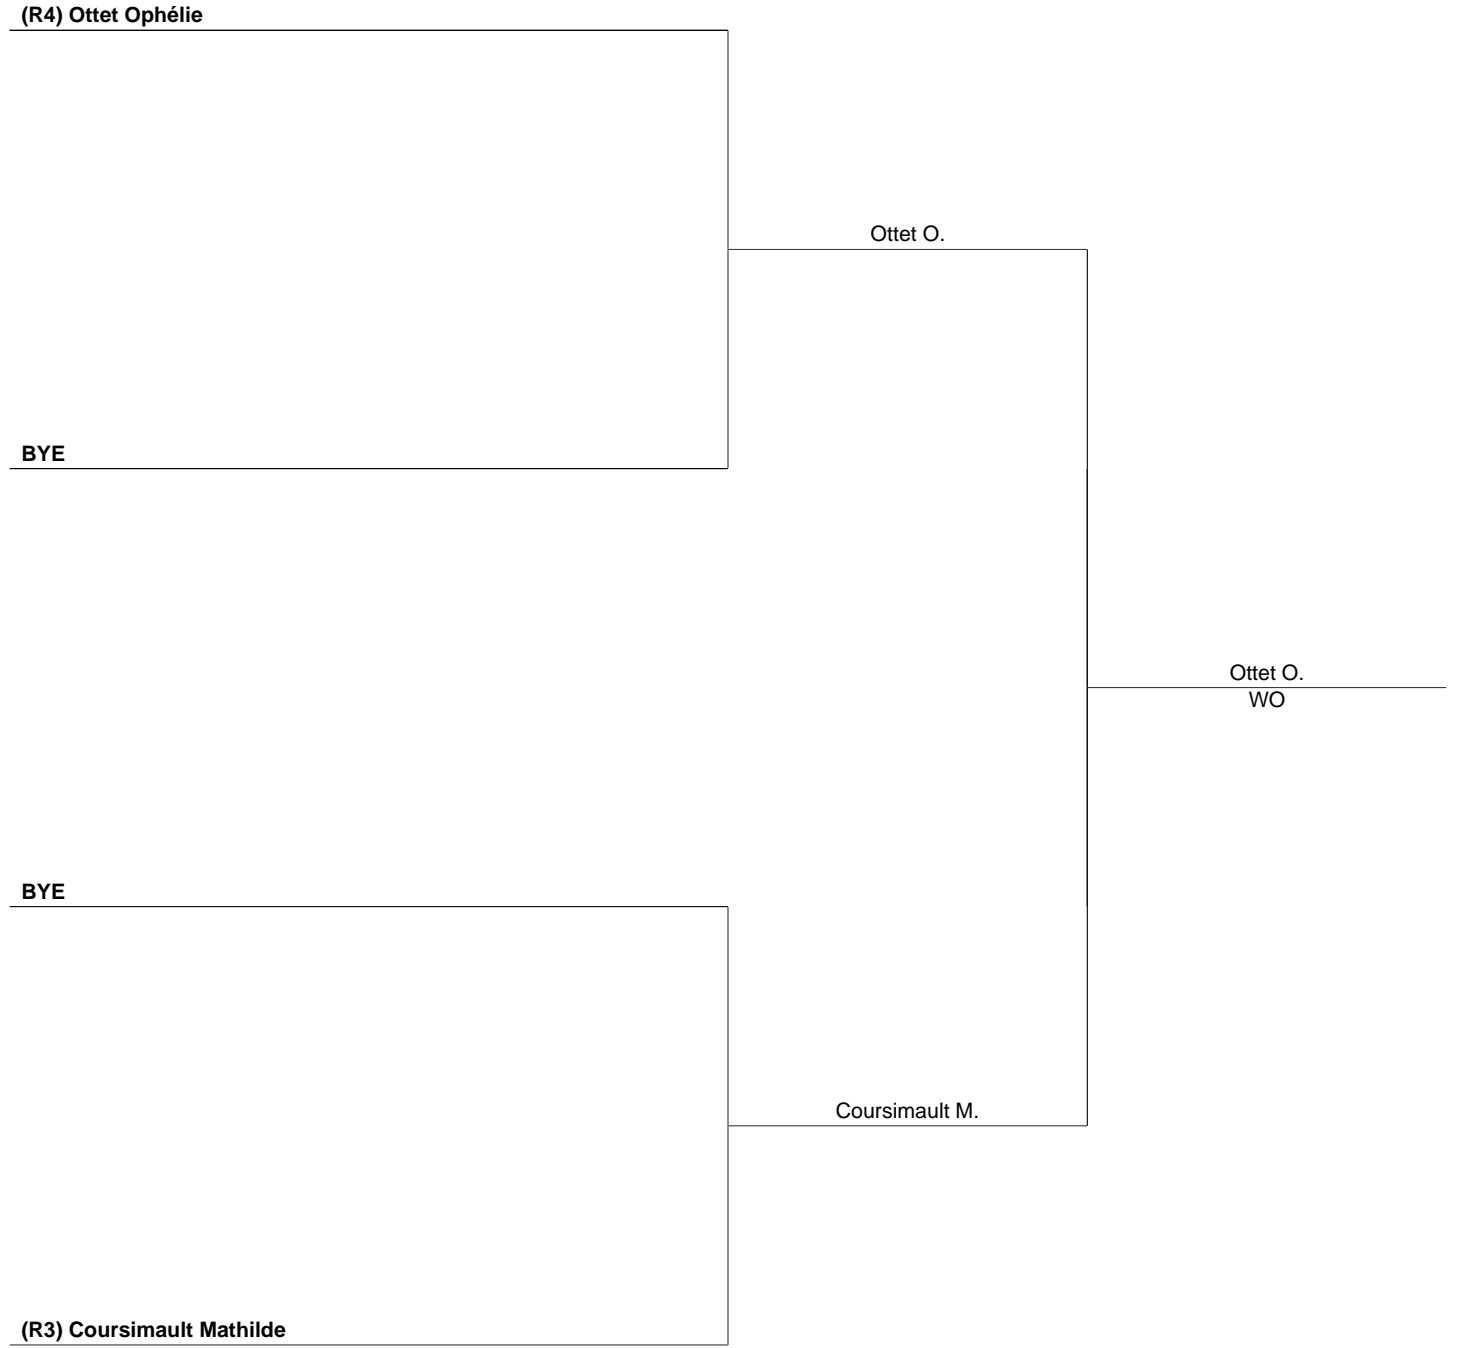 (R4) Ottet Ophélie
Ottet O.
BYE
Ottet O.
WO
BYE
Coursimault M.
(R3) Coursimault Mathilde